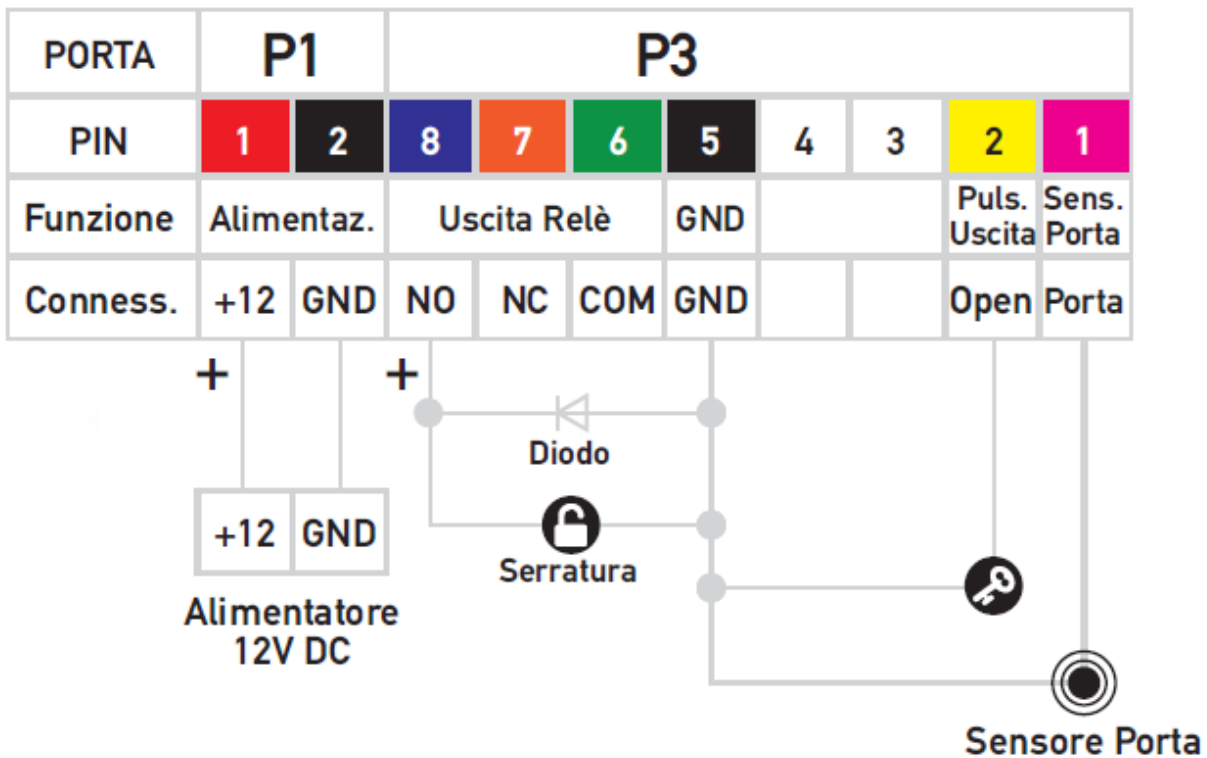 PORTA P1 P3
PIN 1 2 8 7 6 5 4 3 2 1
Funzione Alimentaz. Uscita Relè GND Puls. Uscita Sens. Porta
Conness. +12 GND NO NC COM GND Open Porta
+ +
Diodo
+12 GND
Serratura
Alimentatore
12V DC
Sensore Porta